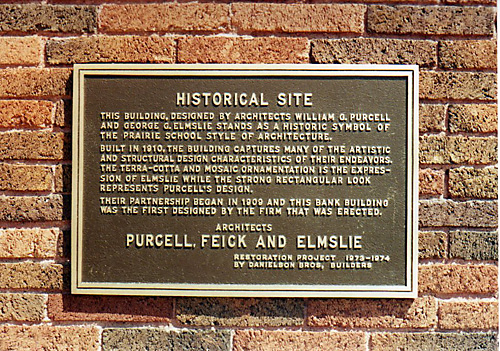 HISTORICAL SITE
THIS BUILDING, DESIGNED BY ARCHITECTS WILLIAM G. PURCELL
AND GEORGE G. ELMSLIE STANDS AS A HISTORIC SYMBOL OF
THE PRAIRIE SCHOOL STYLE OF ARCHITECTURE.
BUILT IN 1910, THE BUILDING CAPTURES MANY OF THE ARTISTIC
AND STRUCTURAL DESIGN CHARACTERISTICS OF THEIR ENDEAVORS.
THE TERRA-COTTA AND MOSAIC ORNAMENTATION IS THE EXPRES-
SION OF ELMSLIE WHILE THE STRONG RECTANGULAR LOOK
REPRESENTS PURCELL'S DESIGN.
THEIR PARTNERSHIP BEGAN IN 1909 AND THIS BANK BUILDING
WAS THE FIRST DESIGNED BY THE FIRM THAT WAS ERECTED.
ARCHITECTS
PURCELL, FEICK AND ELMSLIE
RESTORATION PROJECT 1973-1974
BY DANIELSON BROS. BUILDERS